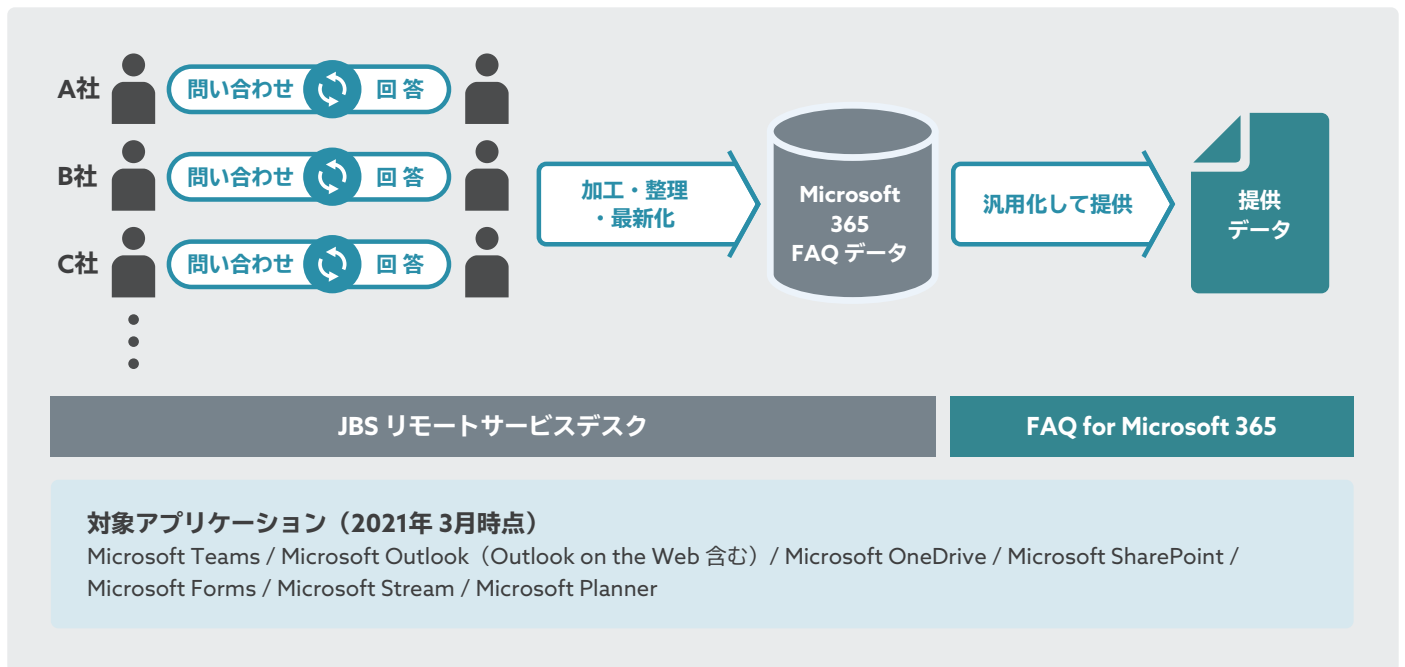 A社
問い合わせ 回 答
B社
問い合わせ 回 答
C社
問い合わせ 回 答
加工・整理
・最新化
Microsoft
365
FAQ データ
汎用化して提供
提供
データ
JBS リモートサービスデスク
FAQ for Microsoft 365
対象アプリケーション（2021年 3月時点）
Microsoft Teams / Microsoft Outlook（Outlook on the Web 含む）/ Microsoft OneDrive / Microsoft SharePoint /
Microsoft Forms / Microsoft Stream / Microsoft Planner